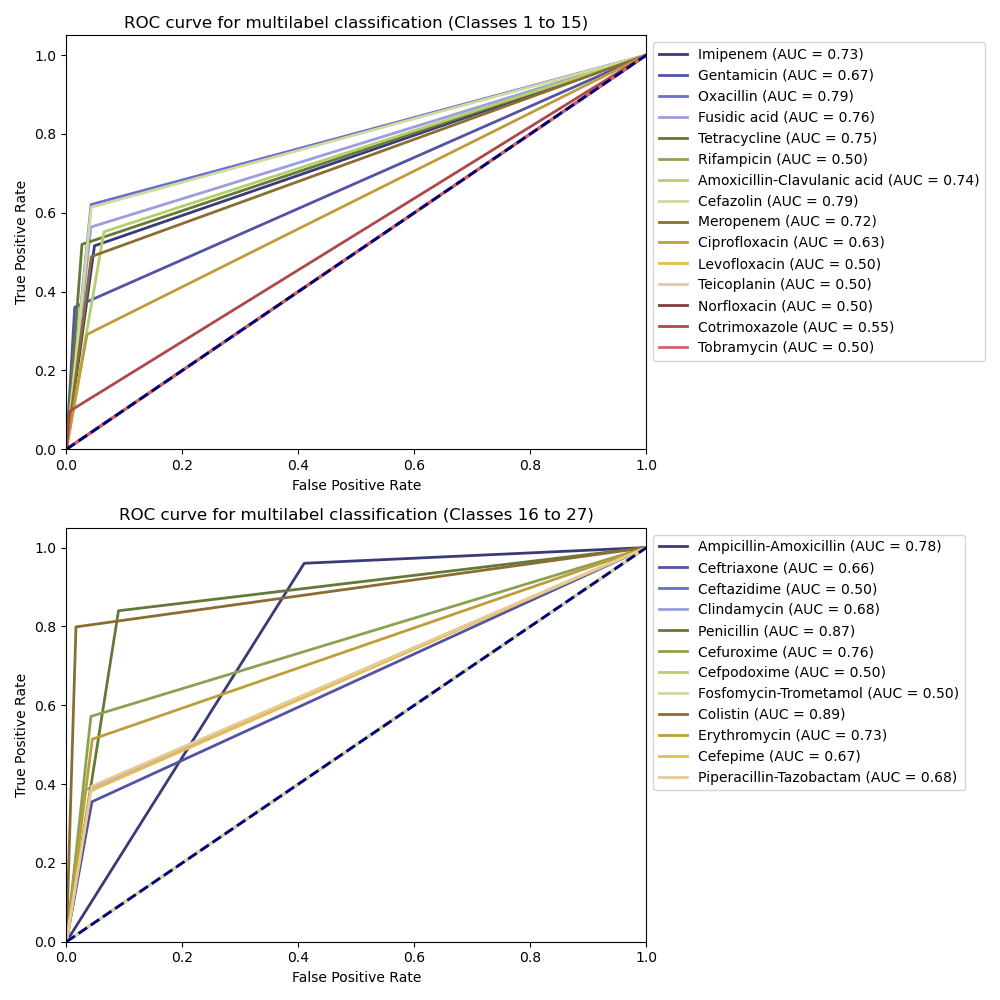 ROC curve for multilabel classification (Classes 1 to 15)
True Positive Rate
1.0
0.8
0.6
0.4
0.2
0.0
0.0 0.2 0.4 0.6 0.8 1.0
False Positive Rate
Imipenem (AUC = 0.73)
Gentamicin (AUC = 0.67)
Oxacillin (AUC = 0.79)
Fusidic acid (AUC = 0.76)
Tetracycline (AUC = 0.75)
Rifampicin (AUC = 0.50)
Amoxicillin-Clavulanic acid (AUC = 0.74)
Cefazolin (AUC = 0.79)
Meropenem (AUC = 0.72)
Ciprofloxacin (AUC = 0.63)
Levofloxacin (AUC = 0.50)
Teicoplanin (AUC = 0.50)
Norfloxacin (AUC = 0.50)
Cotrimoxazole (AUC = 0.55)
Tobramycin (AUC = 0.50)
ROC curve for multilabel classification (Classes 16 to 27)
True Positive Rate
1.0
0.8
0.6
0.4
0.2
0.0
0.0 0.2 0.4 0.6 0.8 1.0
False Positive Rate
Ampicillin-Amoxicillin (AUC = 0.78)
Ceftriaxone (AUC = 0.66)
Ceftazidime (AUC = 0.50)
Clindamycin (AUC = 0.68)
Penicillin (AUC = 0.87)
Cefuroxime (AUC = 0.76)
Cefpodoxime (AUC = 0.50)
Fosfomycin-Trometamol (AUC = 0.50)
Colistin (AUC = 0.89)
Erythromycin (AUC = 0.73)
Cefepime (AUC = 0.67)
Piperacillin-Tazobactam (AUC = 0.68)